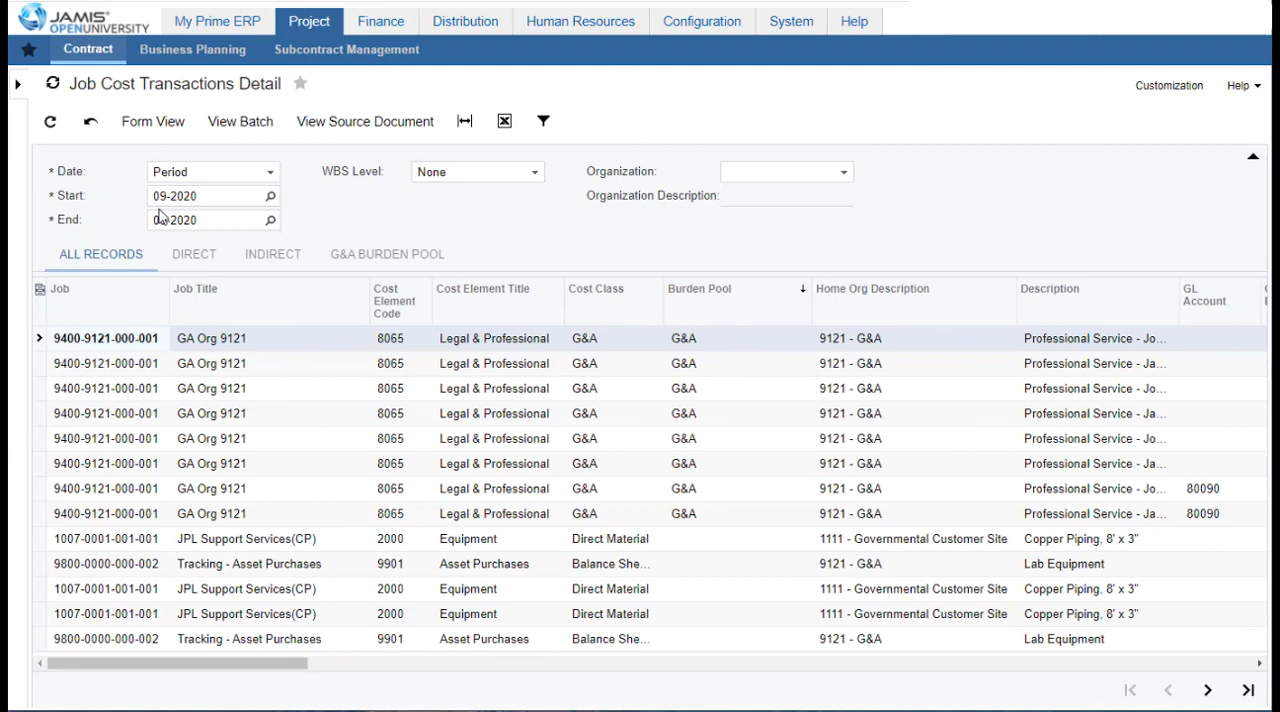 JAMIS® OPENUNIVERSITY
My Prime ERP Project Finance Distribution Human Resources Configuration System Help
Contract Business Planning Subcontract Management
Job Cost Transactions Detail Customization Help
Form View View Batch View Source Document
* Date: Period WBS Level: None Organization:
* Start: 09-2020 Organization Description:
* End: -2020
ALL RECORDS DIRECT INDIRECT G&A BURDEN POOL
Job Job Title Cost Element Code Cost Element Title Cost Class Burden Pool Home Org Description Description GL Account
9400-9121-000-001 GA Org 9121 8065 Legal & Professional G&A G&A 9121 - G&A Professional Service - Jo...
9400-9121-000-001 GA Org 9121 8065 Legal & Professional G&A G&A 9121 - G&A Professional Service - Ja...
9400-9121-000-001 GA Org 9121 8065 Legal & Professional G&A G&A 9121 - G&A Professional Service - Jo...
9400-9121-000-001 GA Org 9121 8065 Legal & Professional G&A G&A 9121 - G&A Professional Service - Ja...
9400-9121-000-001 GA Org 9121 8065 Legal & Professional G&A G&A 9121 - G&A Professional Service - Jo...
9400-9121-000-001 GA Org 9121 8065 Legal & Professional G&A G&A 9121 - G&A Professional Service - Ja...
9400-9121-000-001 GA Org 9121 8065 Legal & Professional G&A G&A 9121 - G&A Professional Service - Jo... 80090
9400-9121-000-001 GA Org 9121 8065 Legal & Professional G&A G&A 9121 - G&A Professional Service - Ja... 80090
1007-0001-001-001 JPL Support Services(CP) 2000 Equipment Direct Material 1111 - Governmental Customer Site Copper Piping, 8' x 3"
9800-0000-000-002 Tracking - Asset Purchases 9901 Asset Purchases Balance She... 9121 - G&A Lab Equipment
1007-0001-001-001 JPL Support Services(CP) 2000 Equipment Direct Material 1111 - Governmental Customer Site Copper Piping, 8' x 3"
1007-0001-001-001 JPL Support Services(CP) 2000 Equipment Direct Material 1111 - Governmental Customer Site Copper Piping, 8' x 3"
9800-0000-000-002 Tracking - Asset Purchases 9901 Asset Purchases Balance She... 9121 - G&A Lab Equipment